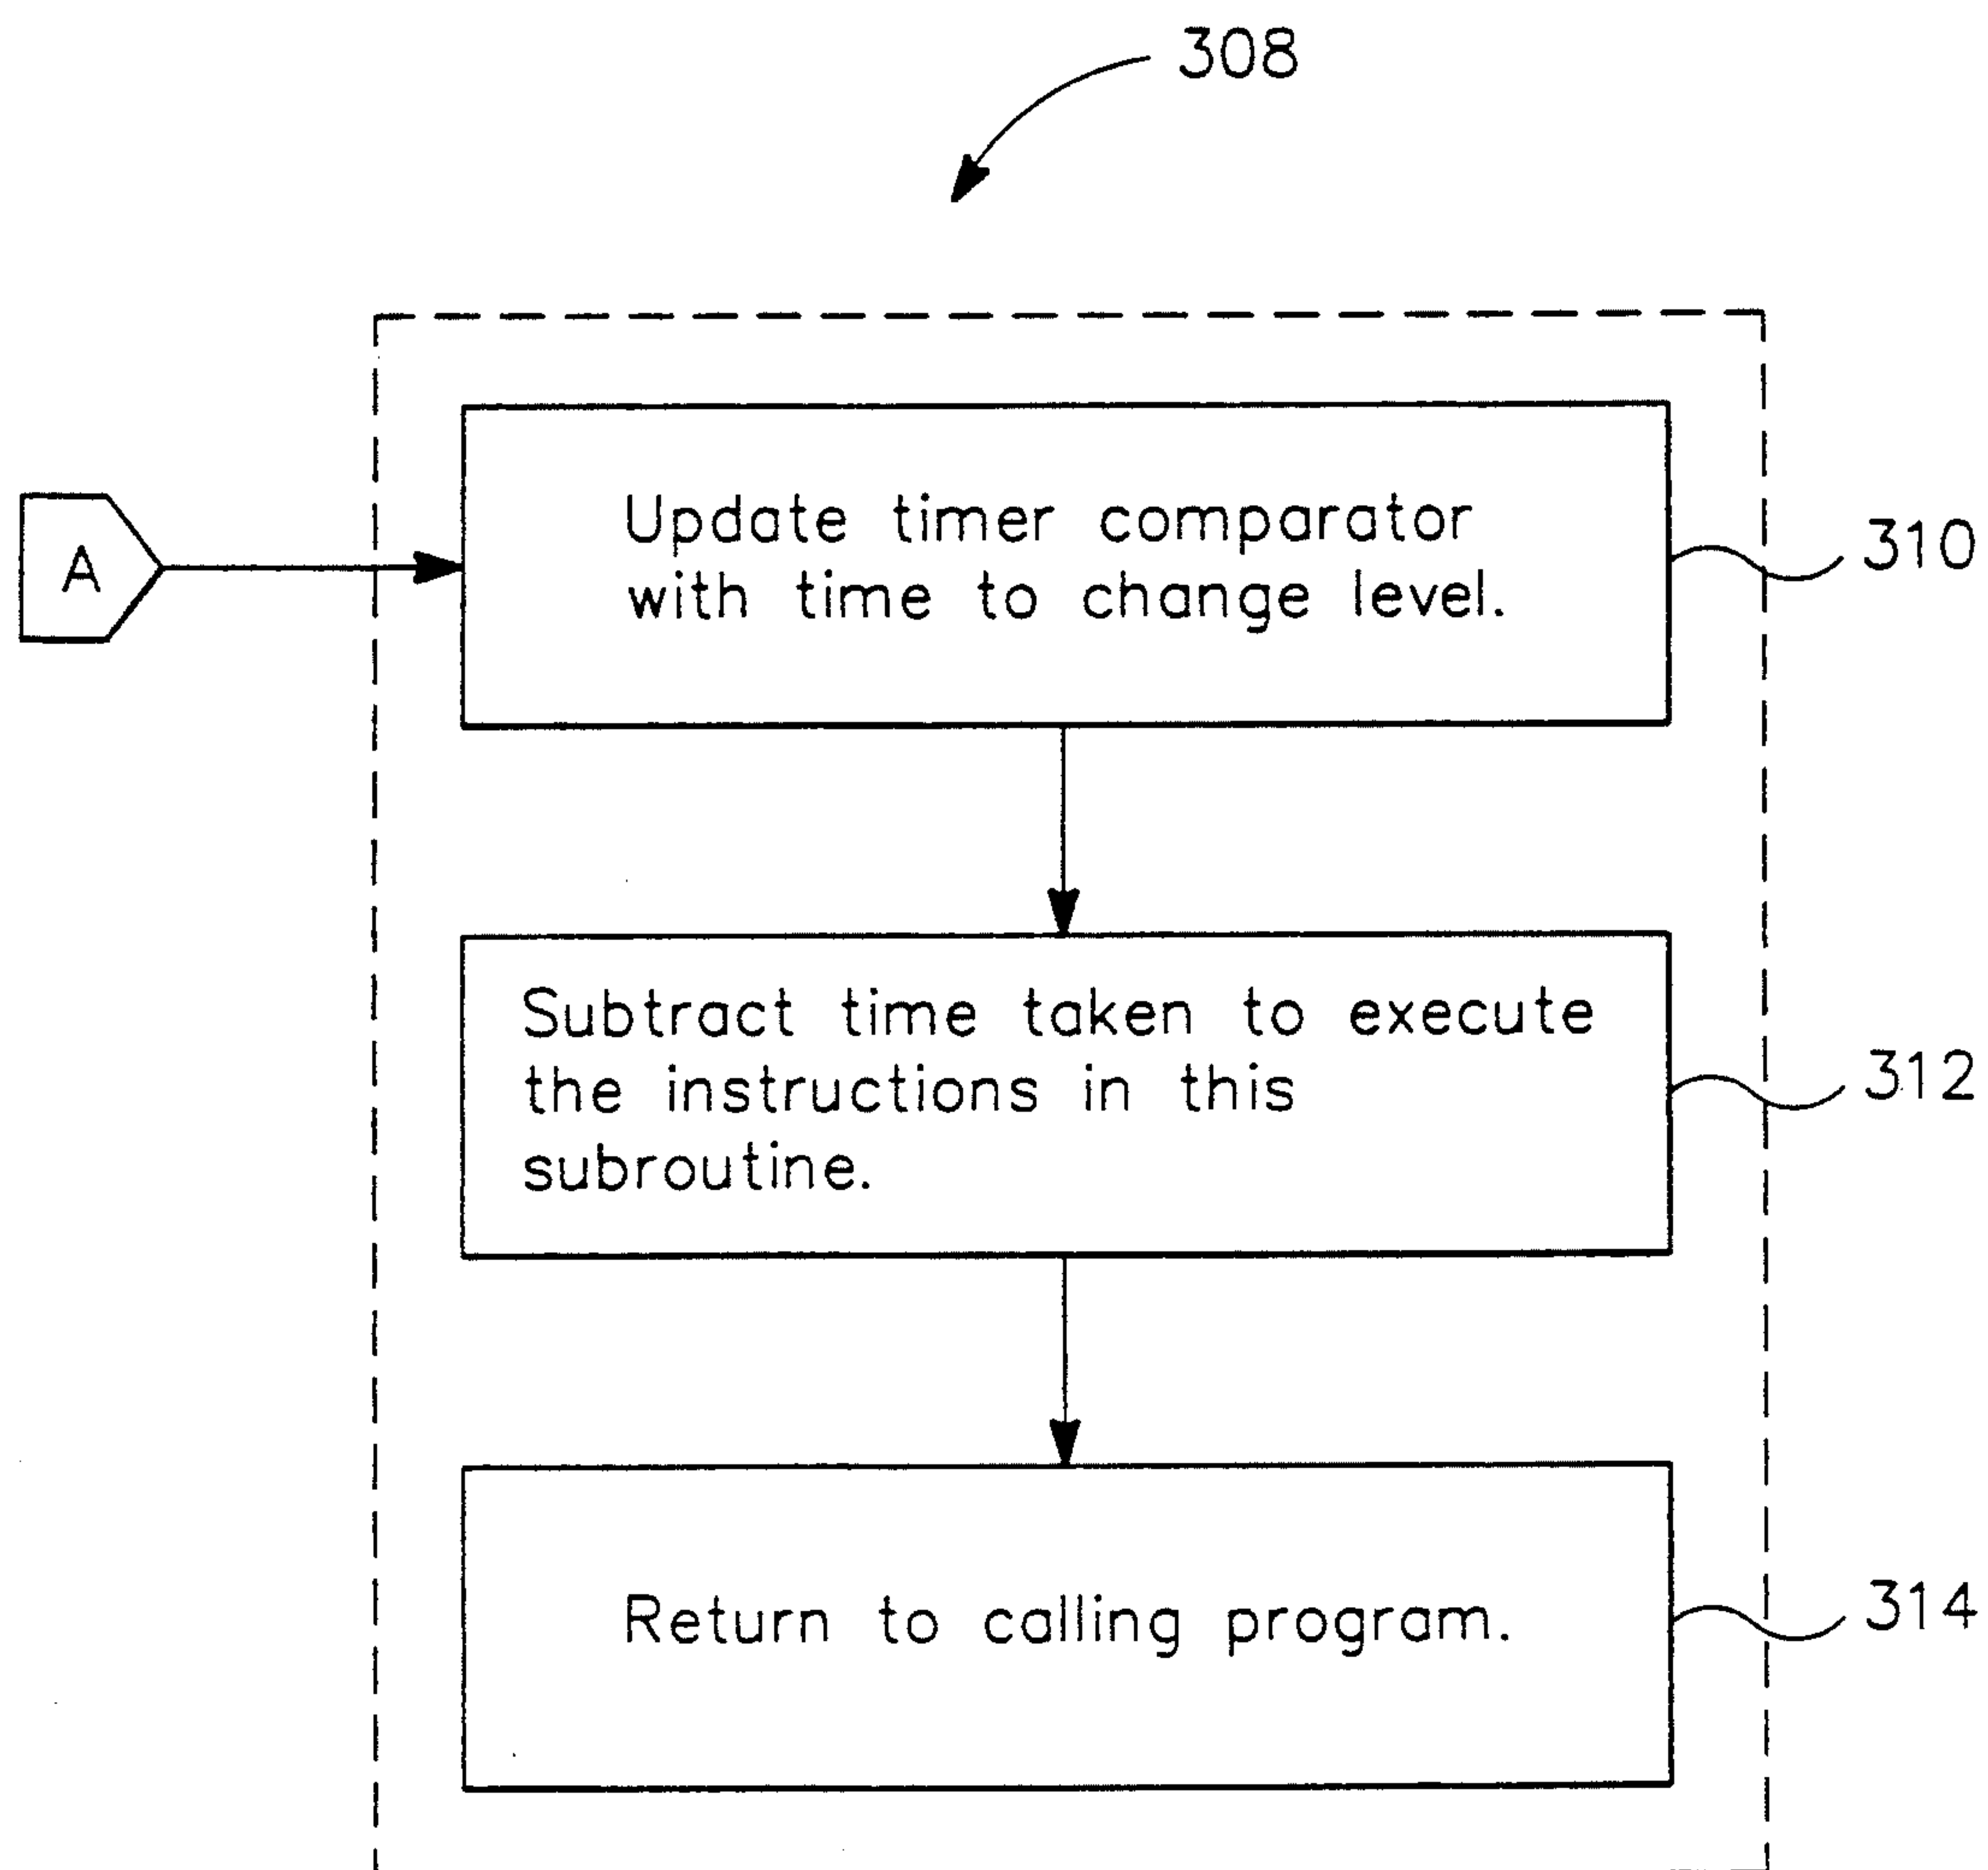 308
A
Update timer comparator
with time to change level.
310
Subtract time taken to execute
the instructions in this
subroutine.
312
Return to calling program.
314